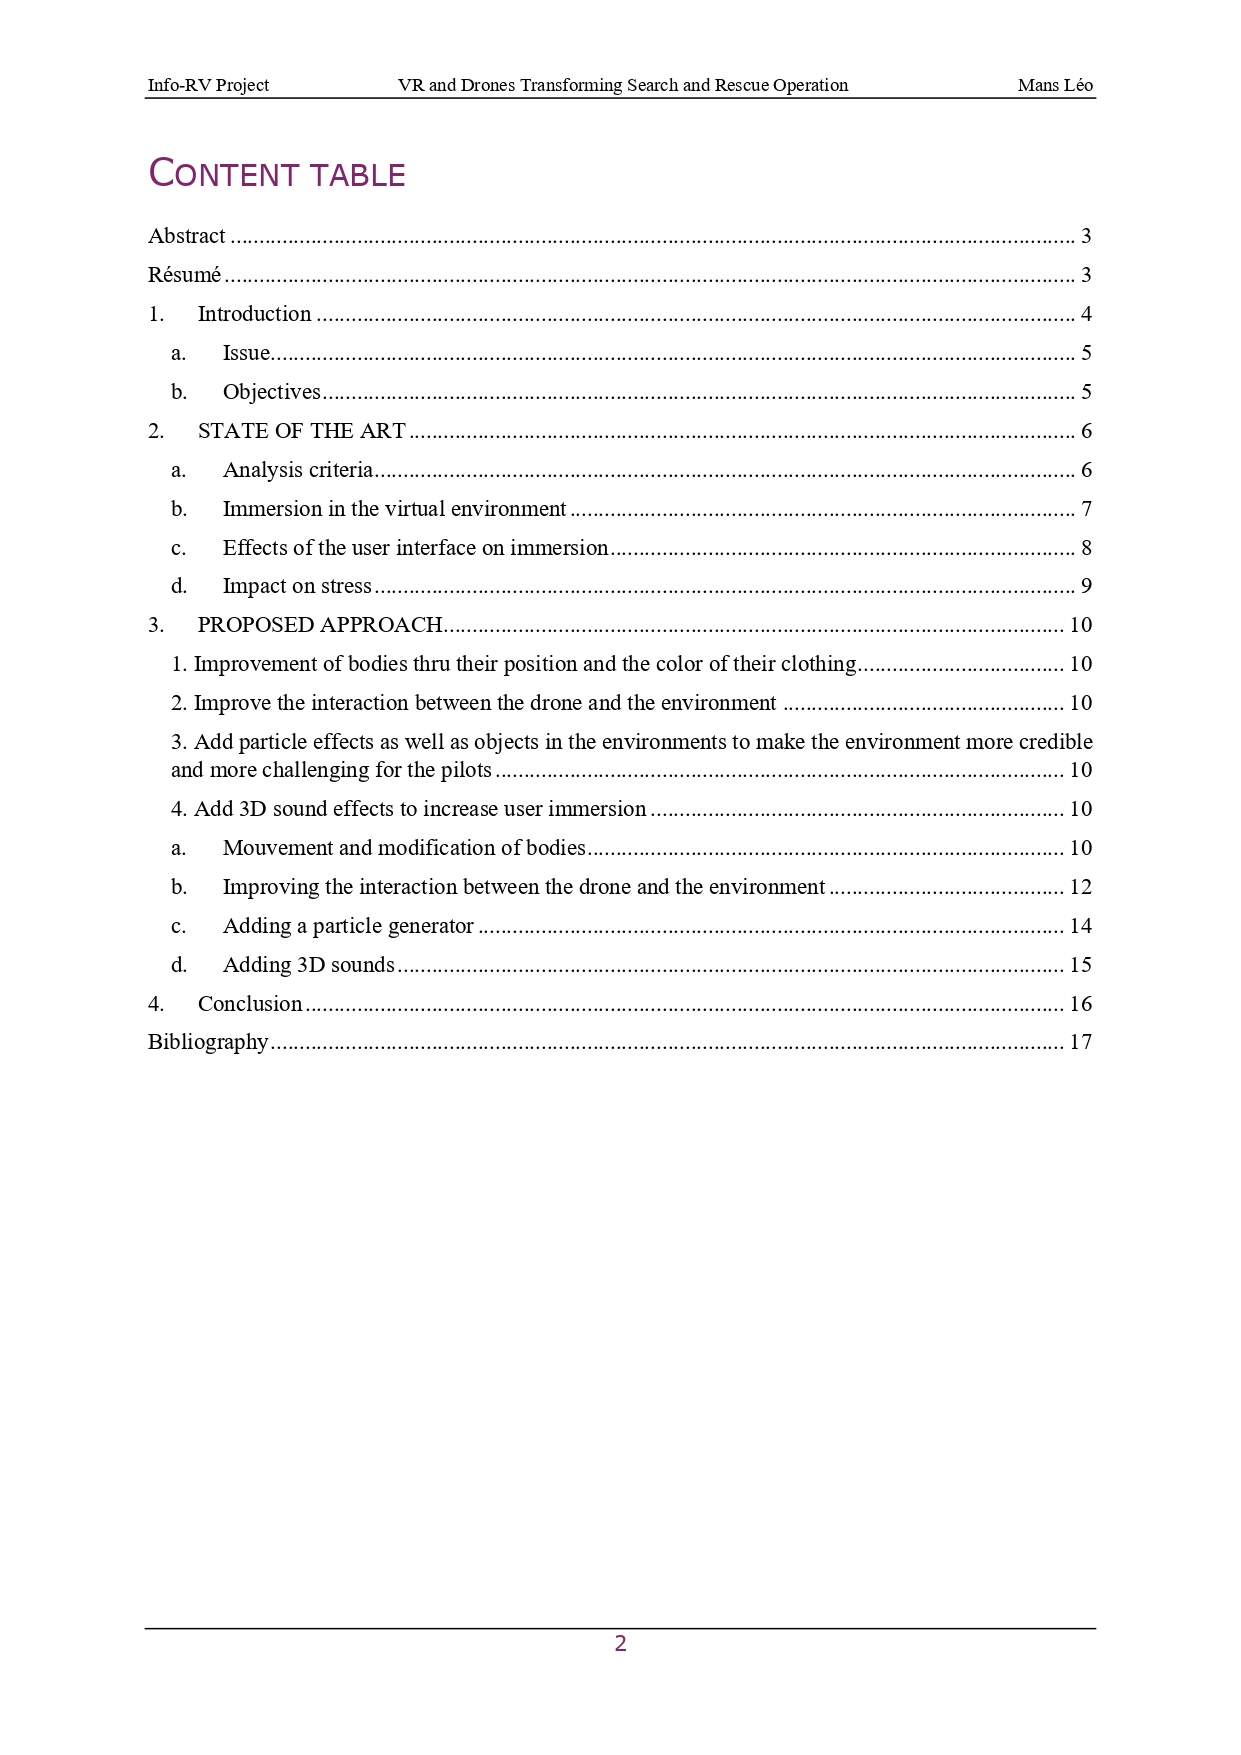 Info-RV Project VR and Drones Transforming Search and Rescue Operation Mans Léo
CONTENT TABLE
Abstract ........................................................................................................ 3
Résumé ........................................................................................................ 3
1. Introduction ........................................................................................................ 4
a. Issue........................................................................................................ 5
b. Objectives........................................................................................................ 5
2. STATE OF THE ART ........................................................................................................ 6
a. Analysis criteria........................................................................................................ 6
b. Immersion in the virtual environment ........................................................................................ 7
c. Effects of the user interface on immersion................................................................................ 8
d. Impact on stress ........................................................................................................ 9
3. PROPOSED APPROACH........................................................................................................ 10
1. Improvement of bodies thru their position and the color of their clothing.................................... 10
2. Improve the interaction between the drone and the environment ................................................. 10
3. Add particle effects as well as objects in the environments to make the environment more credible
and more challenging for the pilots ................................................................................................... 10
4. Add 3D sound effects to increase user immersion ........................................................................ 10
a. Mouvement and modification of bodies................................................................................... 10
b. Improving the interaction between the drone and the environment ......................................... 12
c. Adding a particle generator ...................................................................................................... 14
d. Adding 3D sounds .................................................................................................................... 15
4. Conclusion ........................................................................................................ 16
Bibliography........................................................................................................ 17
2